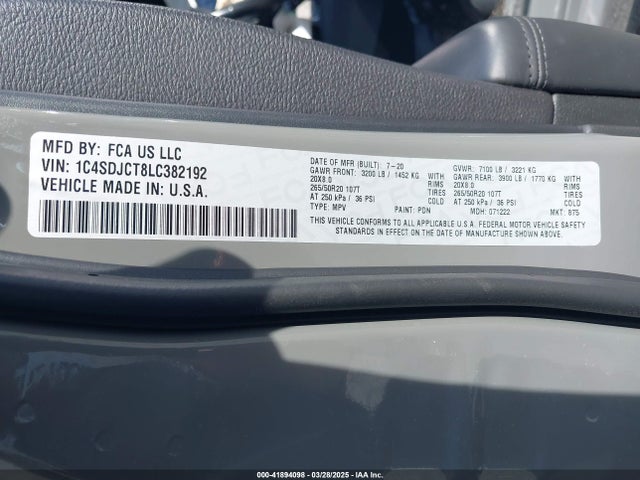 MFD BY: FCA US LLC
VIN: 1C4SDJCT8LC382192
VEHICLE MADE IN: U.S.A.
DATE OF MFR (BUILT): 7-20 GVWR: 7100 LB / 3221 KG
GAWR FRONT: 3200 LB / 1452 KG WITH GAWR REAR: 3900 LB / 1770 KG WITH
20X8.0 RIMS 20X8.0 RIMS
265/50R20 107T TIRES 265/50R20 107T TIRES
AT 250 kPa / 36 PSI COLD AT 250 kPa / 36 PSI COLD
TYPE: MPV PAINT: PDN MDH: 071222 MKT: 875
THIS VEHICLE CONFORMS TO ALL APPLICABLE U.S.A. FEDERAL MOTOR VEHICLE SAFETY
STANDARDS IN EFFECT ON THE DATE OF MANUFACTURE SHOWN ABOVE.
000-41894098 | 03/28/2025 | IAA Inc.